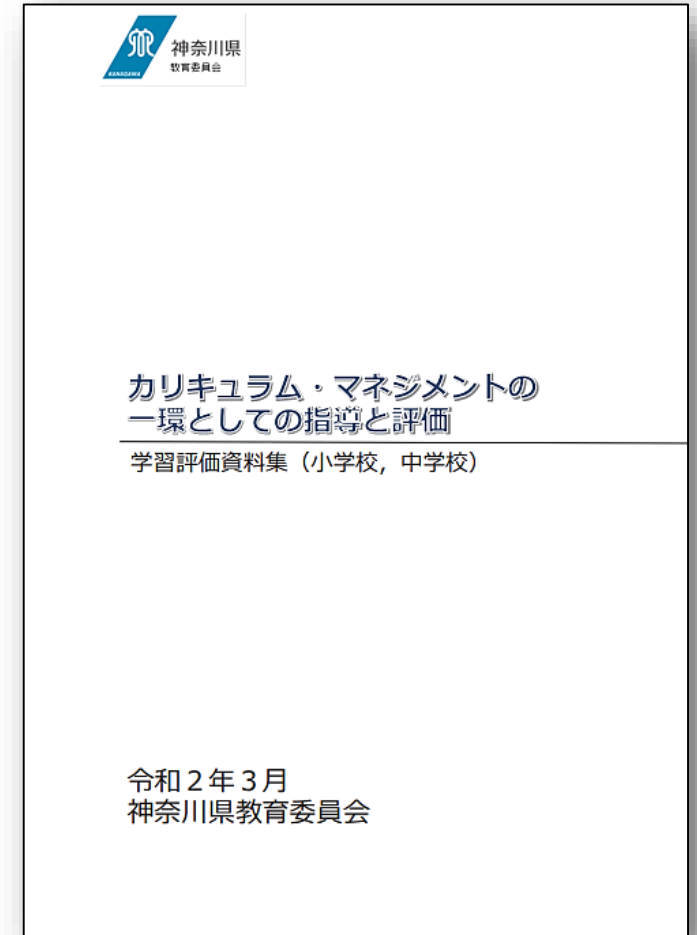 神奈川県
教育委員会
KANAGAWA
カリキュラム・マネジメントの
一環としての指導と評価
学習評価資料集（小学校，中学校）
令和２年３月
神奈川県教育委員会